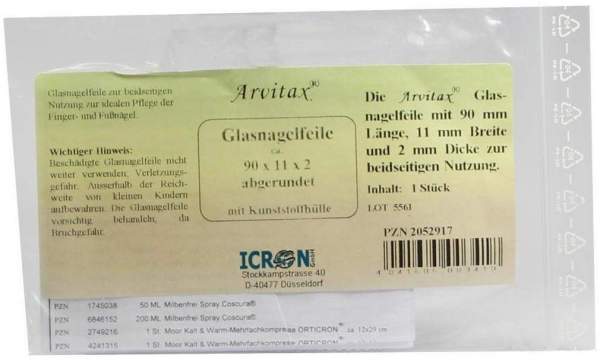 Glasnagelfeile zur beidseitigen
Nutzung zur idealen Pflege der
Finger- und Fußnägel.
Wichtiger Hinweis:
Beschädigte Glasnagelfeile nicht
weiter verwenden, Verletzungs-
gefahr. Ausserhalb der Reich-
weite von kleinen Kindern
aufbewahren. Die Glasnagelfeile
vorsichtig behandeln, da
Bruchgefahr.
Arvitax®
Glasnagelfeile
ca.
90 x 11 x 2
abgerundet
mit Kunststoffhülle
ICRON GmbH
Stockkampstrasse 40
D-40477 Düsseldorf
Die Arvitax® Glas-
nagelfeile mit 90 mm
Länge, 11 mm Breite
und 2 mm Dicke zur
beidseitigen Nutzung.
Inhalt: 1 Stück
LOT 5561
PZN 2052917
PZN 1745038 50 ML Milbenfrei Spray Coscura®
PZN 6846152 200 ML Milbenfrei Spray Coscura®
PZN 2749216 1 St. Moor Kalt & Warm-Mehrfachkompresse ORTICRON® ca. 12x29 cm
PZN 4241315 1 St. Moor Kalt & Warm-Mehrfachkompresse ORTICRON®